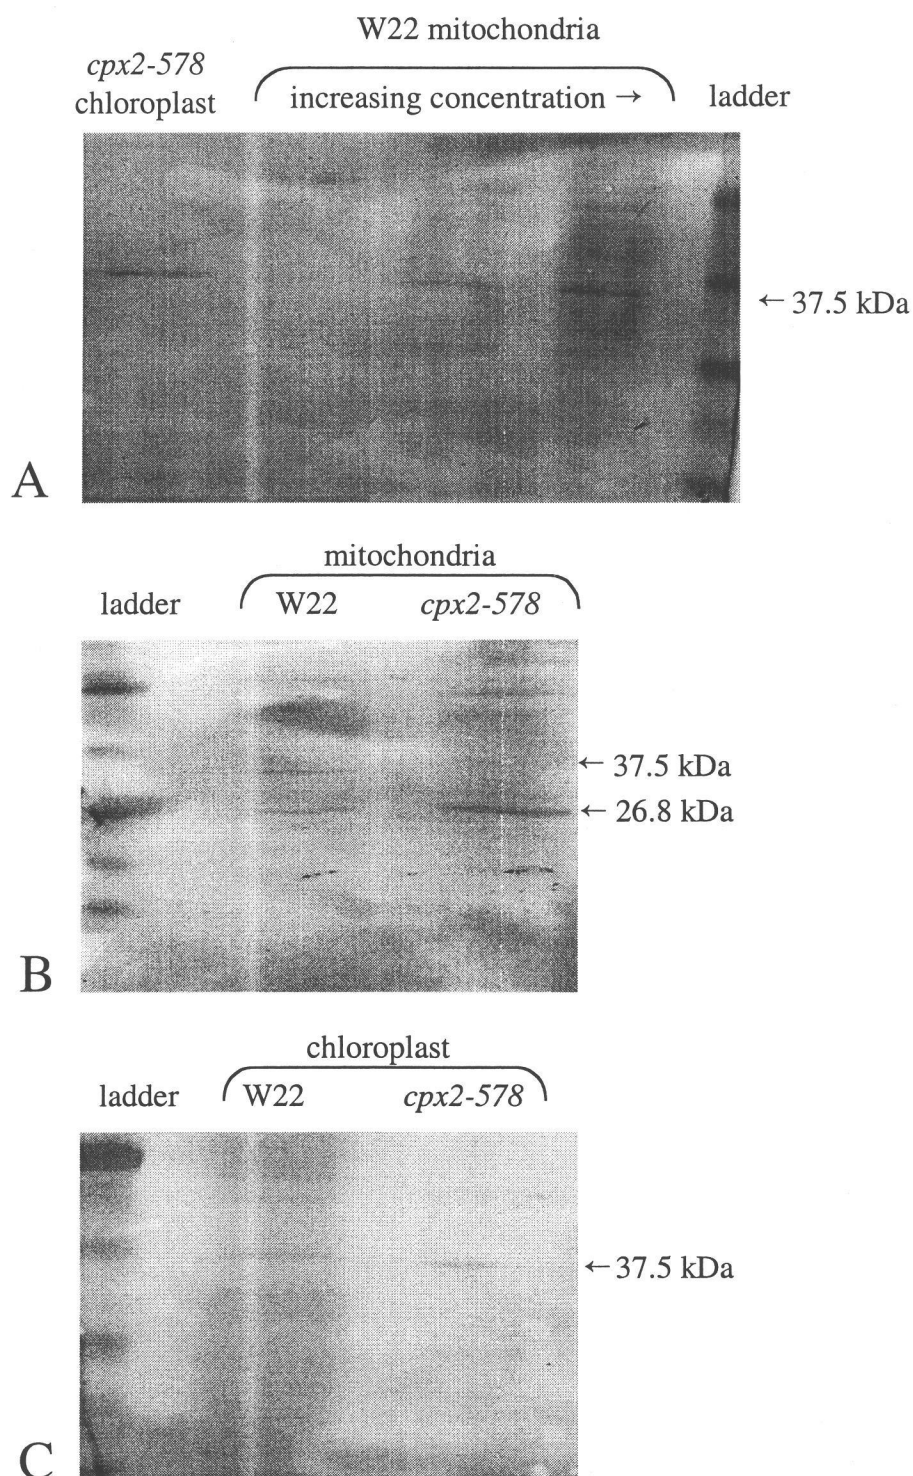 W22 mitochondria
cpx2-578
chloroplast
increasing concentration →
ladder
← 37.5 kDa
A
mitochondria
ladder
W22
cpx2-578
← 37.5 kDa
← 26.8 kDa
B
chloroplast
ladder
W22
cpx2-578
← 37.5 kDa
C